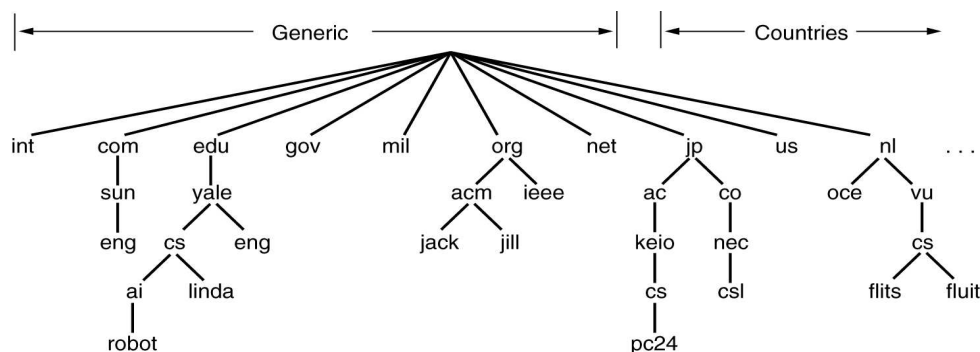 Generic Countries
int com edu gov mil org net jp us nl . . .
sun yale acm ieee ac co oce vu
eng cs eng jack jill keio nec cs
ai linda cs csl flits fluit
robot pc24